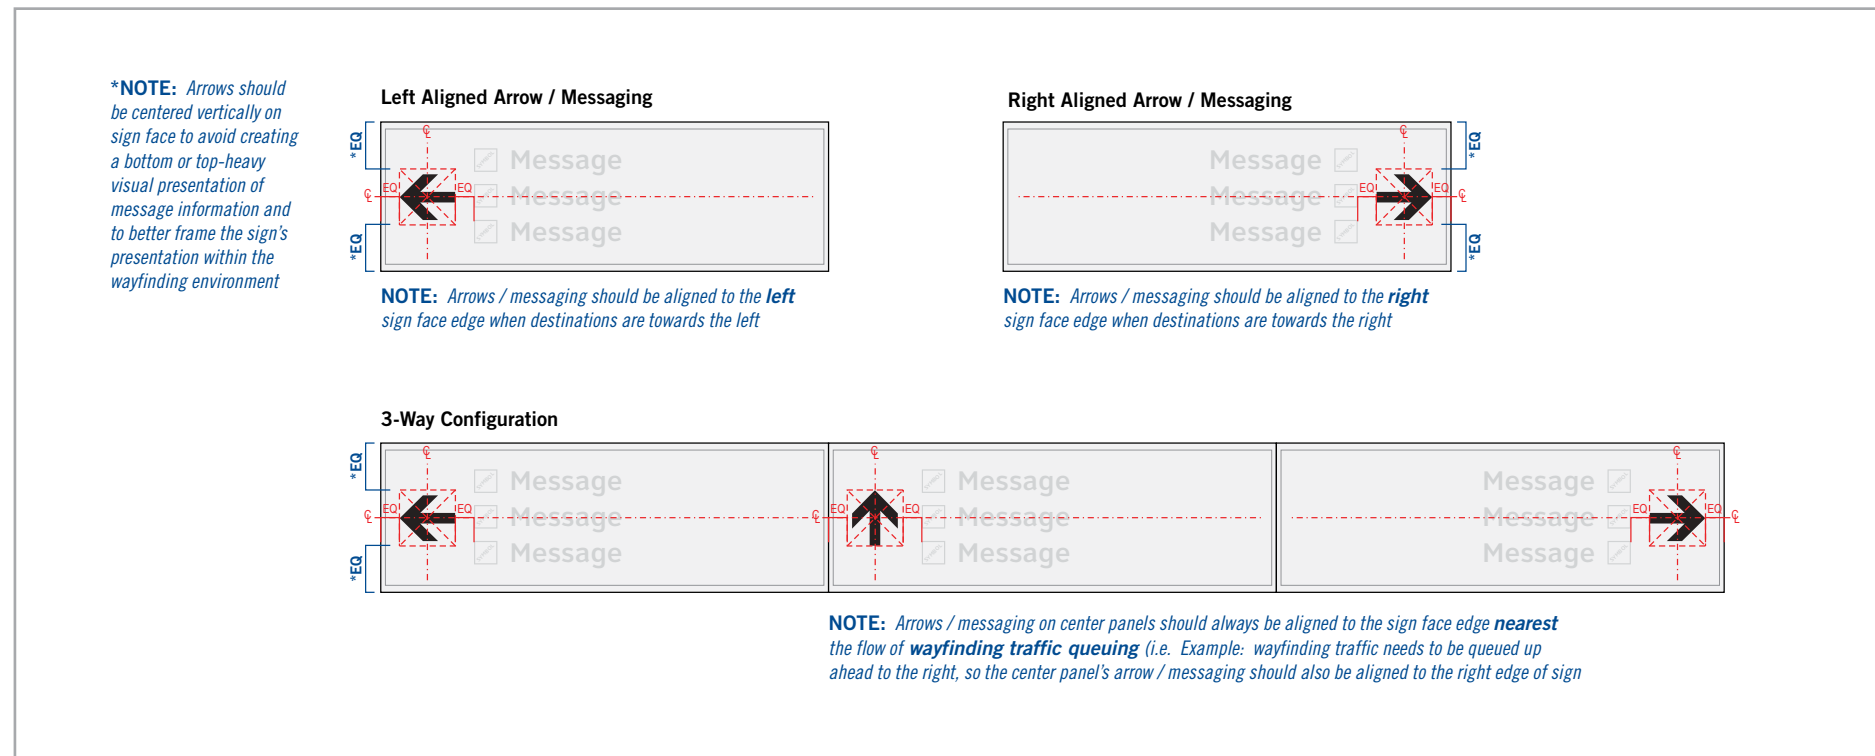 *NOTE: Arrows should
be centered vertically on
sign face to avoid creating
a bottom or top-heavy
visual presentation of
message information and
to better frame the sign's
presentation within the
wayfinding environment
Left Aligned Arrow / Messaging
*EQ
℄
Message
EQ
EQ
℄
Message
Message
*EQ
NOTE: Arrows / messaging should be aligned to the left
sign face edge when destinations are towards the left
Right Aligned Arrow / Messaging
℄
*EQ
Message
EQ
EQ
℄
Message
Message
*EQ
NOTE: Arrows / messaging should be aligned to the right
sign face edge when destinations are towards the right
3-Way Configuration
*EQ
℄
Message
℄
EQ
EQ
Message
Message
*EQ
℄
Message
℄
EQ
EQ
Message
Message
℄
Message
EQ
EQ
℄
Message
Message
NOTE: Arrows / messaging on center panels should always be aligned to the sign face edge nearest
the flow of wayfinding traffic queuing (i.e. Example: wayfinding traffic needs to be queued up
ahead to the right, so the center panel's arrow / messaging should also be aligned to the right edge of sign